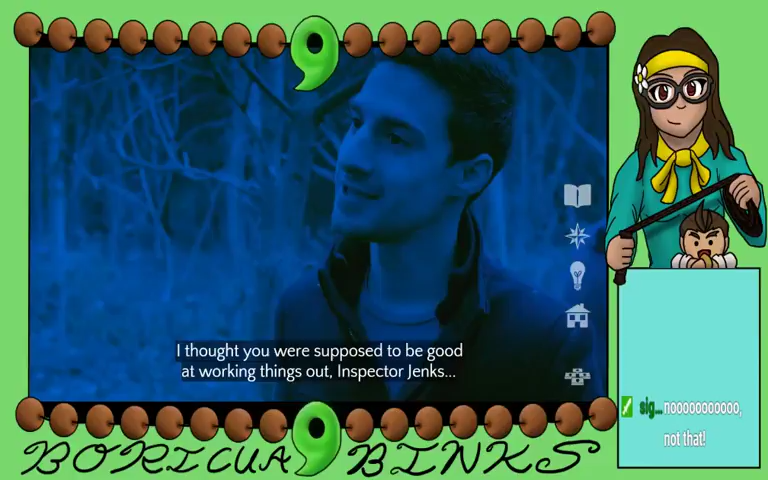 I thought you were supposed to be good
at working things out, Inspector Jenks...
sig...nooooooooooo,
not that!
BORICUA BINKS